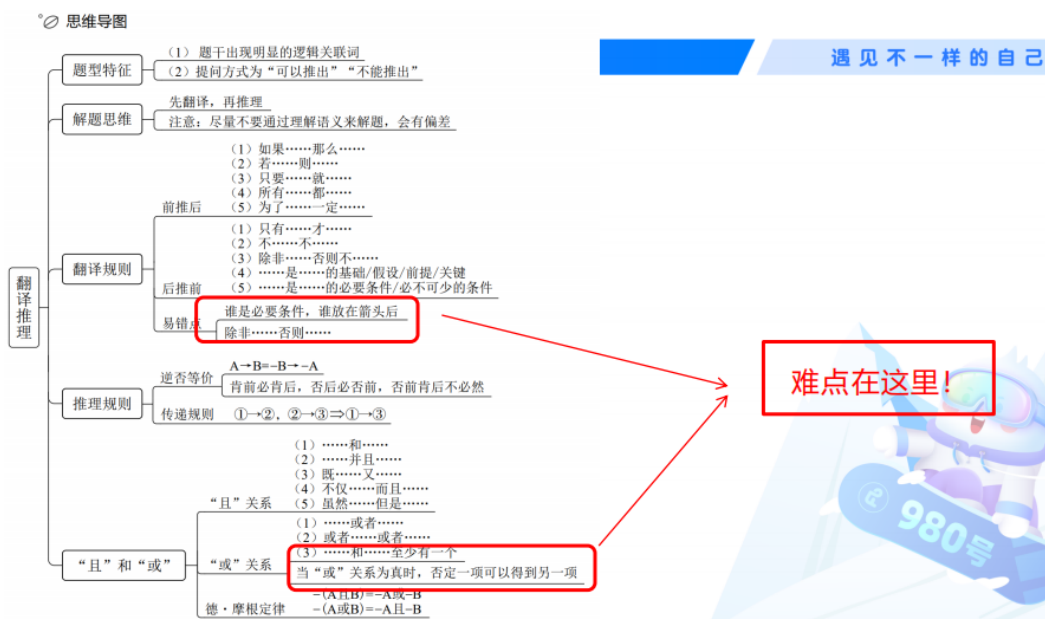 思维导图
遇见不一样的自己
题型特征
（1） 题干出现明显的逻辑关联词
（2）提问方式为“可以推出”“不能推出”
解题思维
先翻译，再推理
注意：尽量不要通过理解语义来解题，会有偏差
翻译推理
翻译规则
前推后
（1）如果……那么……
（2）若……则……
（3）只要……就……
（4）所有……都……
（5）为了……一定……
后推前
（1）只有……才……
（2）不……不……
（3）除非……否则不……
（4）……是……的基础/假设/前提/关键
（5）……是……的必要条件/必不可少的条件
易错点
谁是必要条件，谁放在箭头后
除非……否则……
难点在这里！
推理规则
逆否等价
A→B=-B→-A
肯前必肯后，否后必否前，否前肯后不必然
传递规则
①→②，②→③⇒①→③
“且”和“或”
“且”关系
（1）……和……
（2）……并且……
（3）既……又……
（4）不仅……而且……
（5）虽然……但是……
“或”关系
（1）……或者……
（2）或者……或者……
（3）……和……至少有一个
当“或”关系为真时，否定一项可以得到另一项
德·摩根定律
-(A且B)=-A或-B
-(A或B)=-A且-B
980号